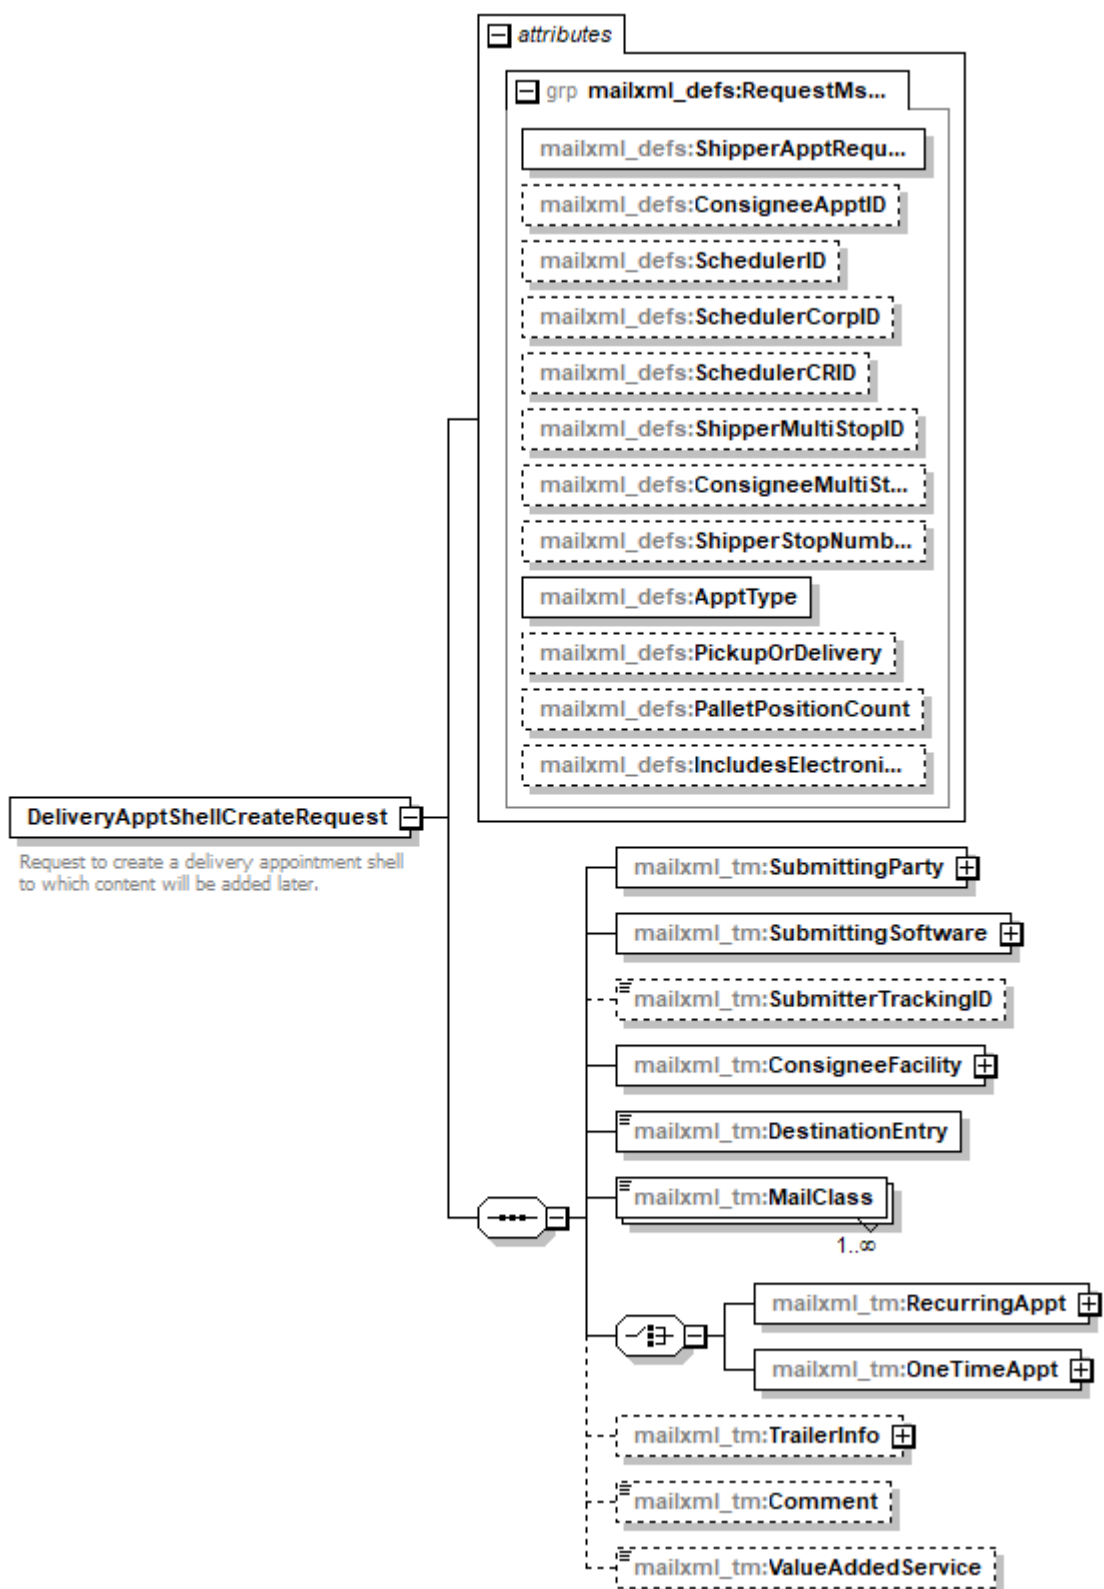 attributes
grp mailxml_defs:RequestMs...
mailxml_defs:ShipperApptRequ...
mailxml_defs:ConsigneeApptID
mailxml_defs:SchedulerID
mailxml_defs:SchedulerCorpID
mailxml_defs:SchedulerCRID
mailxml_defs:ShipperMultiStopID
mailxml_defs:ConsigneeMultiSt...
mailxml_defs:ShipperStopNumb...
mailxml_defs:ApptType
mailxml_defs:PickupOrDelivery
mailxml_defs:PalletPositionCount
mailxml_defs:IncludesElectroni...
DeliveryApptShellCreateRequest
Request to create a delivery appointment shell
to which content will be added later.
mailxml_tm:SubmittingParty
mailxml_tm:SubmittingSoftware
mailxml_tm:SubmitterTrackingID
mailxml_tm:ConsigneeFacility
mailxml_tm:DestinationEntry
mailxml_tm:MailClass
1..∞
mailxml_tm:RecurringAppt
mailxml_tm:OneTimeAppt
mailxml_tm:TrailerInfo
mailxml_tm:Comment
mailxml_tm:ValueAddedService